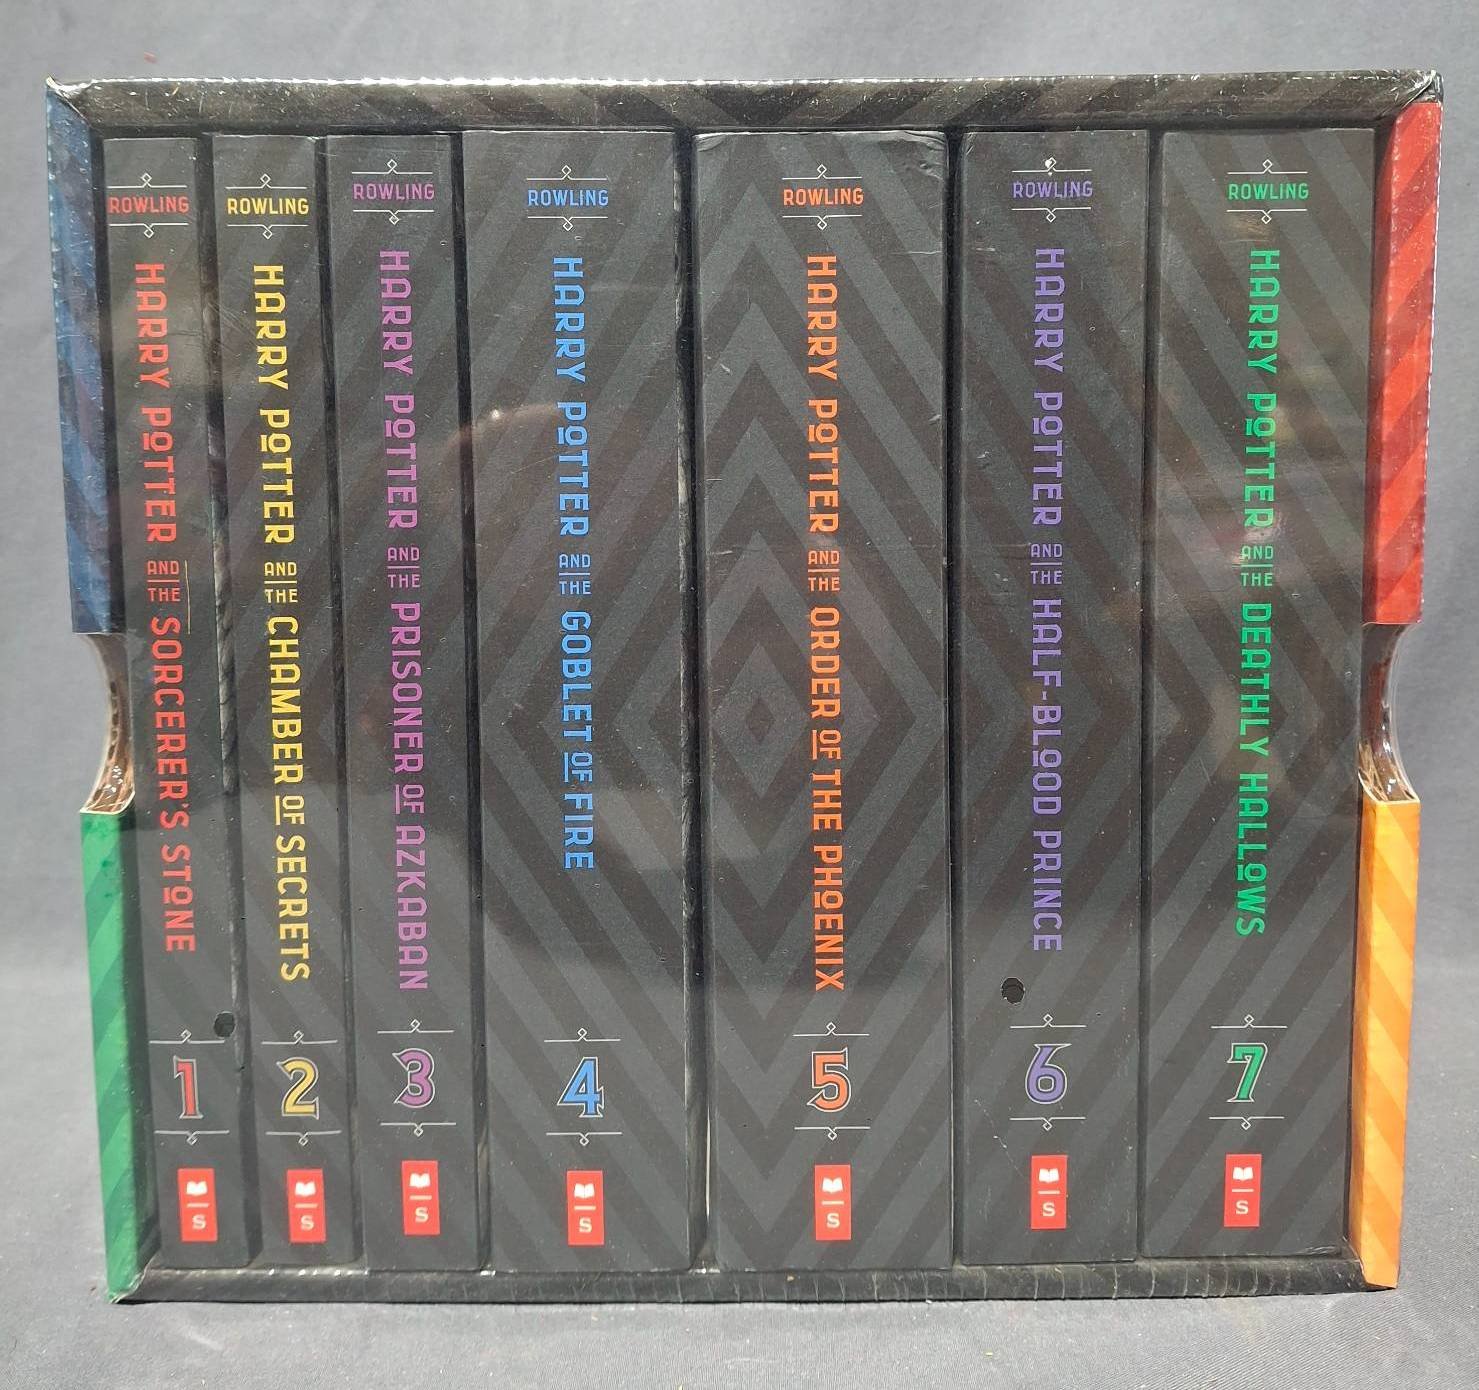 ROWLING
HARRY POTTER AND THE SORCERER'S STONE
1
S
ROWLING
HARRY POTTER AND THE CHAMBER OF SECRETS
2
S
ROWLING
HARRY POTTER AND THE PRISONER OF AZKABAN
3
S
ROWLING
HARRY POTTER AND THE GOBLET OF FIRE
4
S
ROWLING
HARRY POTTER AND THE ORDER OF THE PHOENIX
5
S
ROWLING
HARRY POTTER AND THE HALF-BLOOD PRINCE
6
S
ROWLING
HARRY POTTER AND THE DEATHLY HALLOWS
7
S